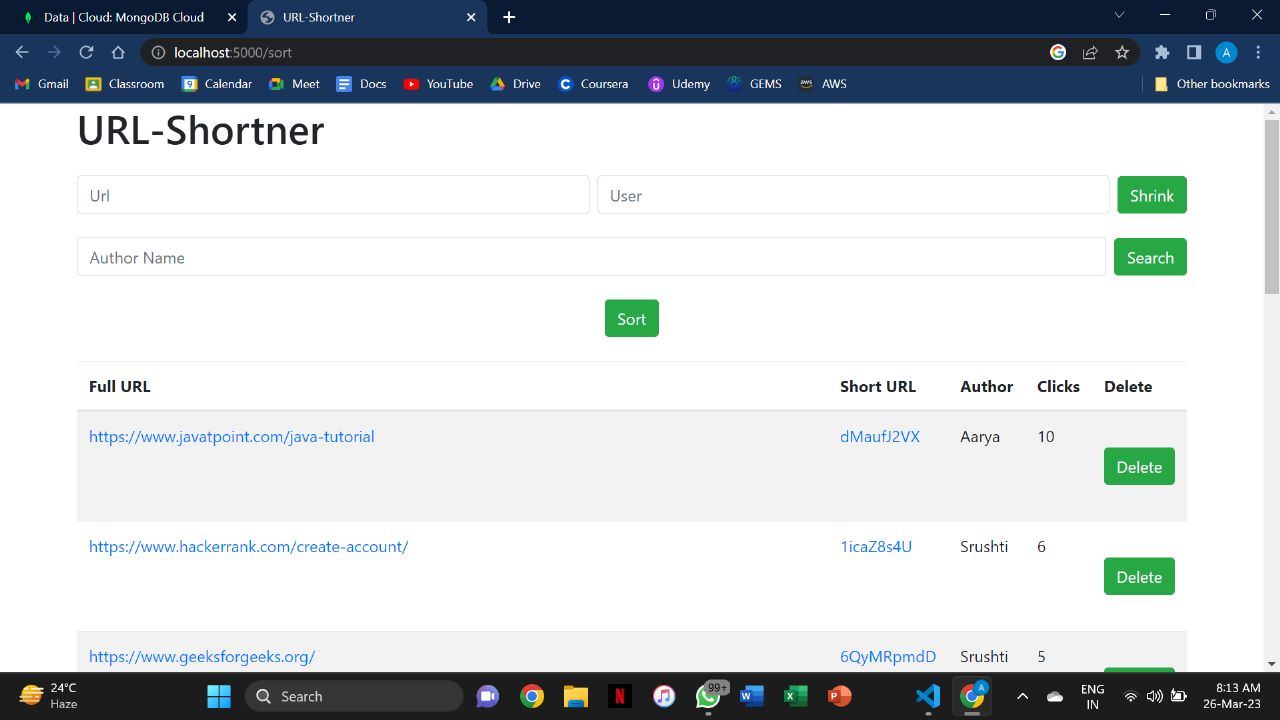 Data | Cloud: MongoDB Cloud
URL-Shortner
localhost:5000/sort
A
Gmail Classroom Calendar Meet Docs YouTube Drive Coursera Udemy GEMS AWS Other bookmarks
URL-Shortner
Url User Shrink
Author Name Search
Sort
Full URL Short URL Author Clicks Delete
https://www.javatpoint.com/java-tutorial dMaufJ2VX Aarya 10
Delete
https://www.hackerrank.com/create-account/ 1icaZ8s4U Srushti 6
Delete
https://www.geeksforgeeks.org/ 6QyMRpmdD Srushti 5
24°C
Haze
Search
99+
ENG
IN
8:13 AM
26-Mar-23